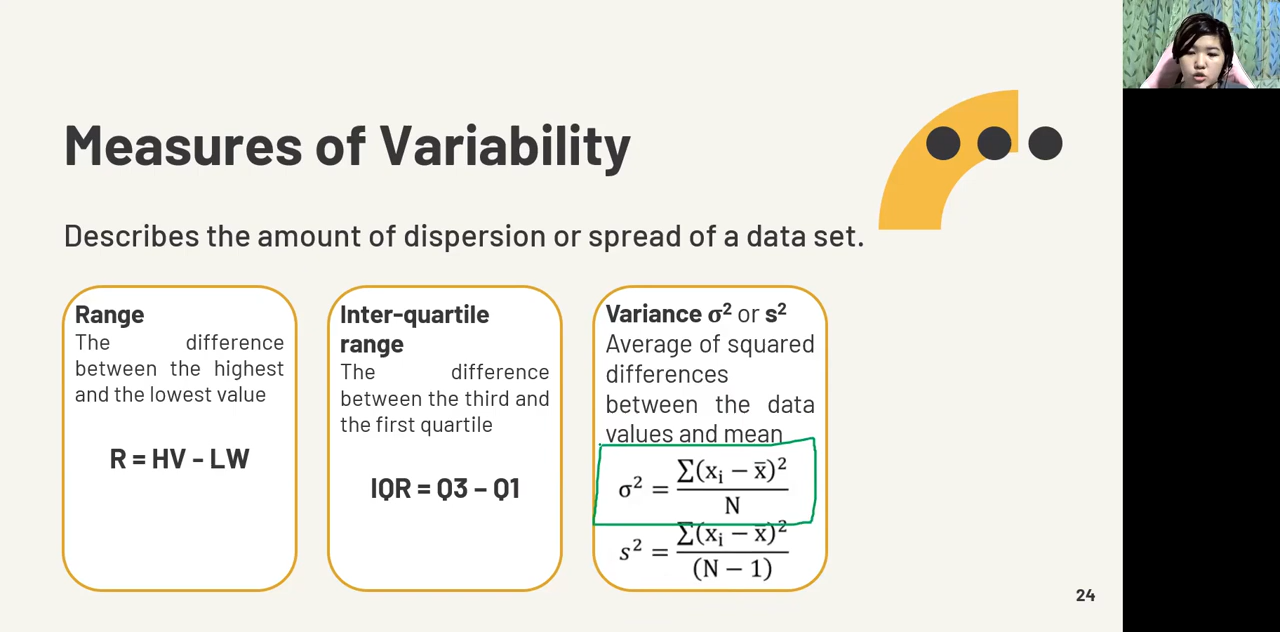 Measures of Variability
Describes the amount of dispersion or spread of a data set.
Range
The difference
between the highest
and the lowest value
R = HV - LW
Inter-quartile
range
The difference
between the third and
the first quartile
IQR = Q3 – Q1
Variance σ² or s²
Average of squared
differences
between the data
values and mean
σ² = ∑(xᵢ − x̄)² / N
s² = ∑(xᵢ − x̄)² / (N − 1)
24